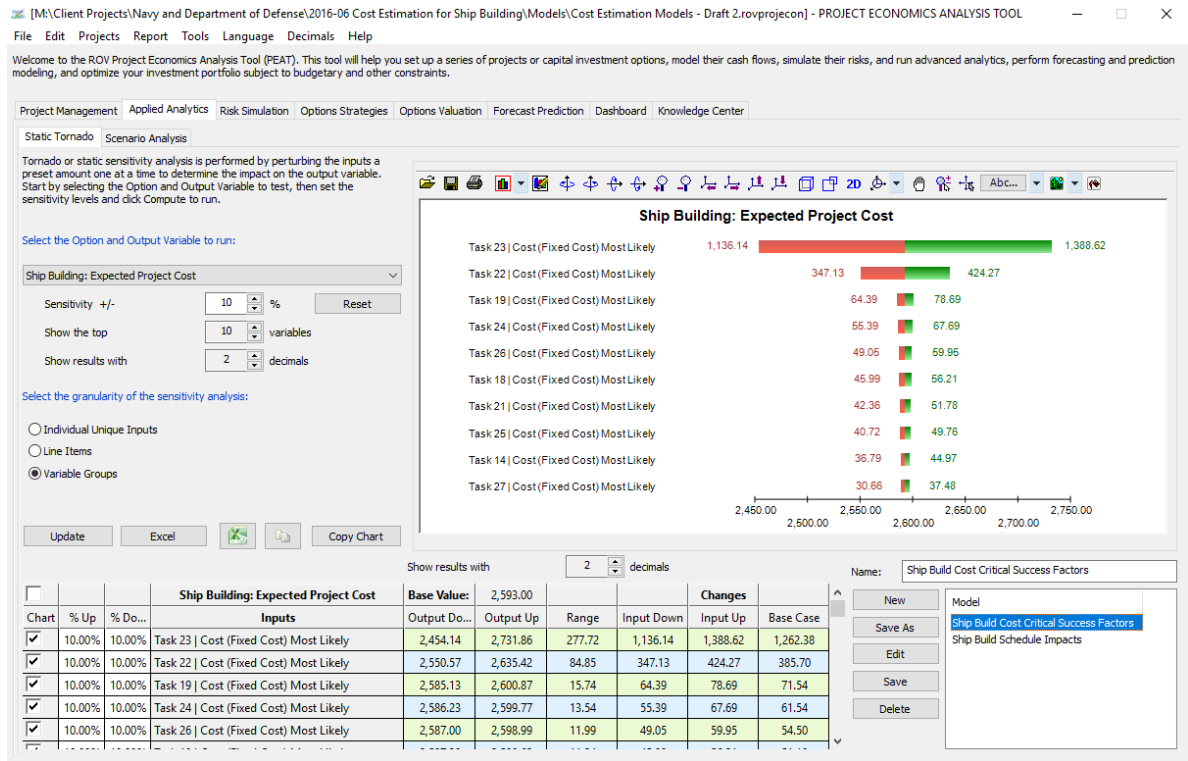 [M:\Client Projects\Navy and Department of Defense\2016-06 Cost Estimation for Ship Building\Models\Cost Estimation Models - Draft 2.rovprojecon] - PROJECT ECONOMICS ANALYSIS TOOL
File Edit Projects Report Tools Language Decimals Help
Welcome to the ROV Project Economics Analysis Tool (PEAT). This tool will help you set up a series of projects or capital investment options, model their cash flows, simulate their risks, and run advanced analytics, perform forecasting and prediction
modeling, and optimize your investment portfolio subject to budgetary and other constraints.
Project Management Applied Analytics Risk Simulation Options Strategies Options Valuation Forecast Prediction Dashboard Knowledge Center
Static Tornado Scenario Analysis
Tornado or static sensitivity analysis is performed by perturbing the inputs a
preset amount one at a time to determine the impact on the output variable.
Start by selecting the Option and Output Variable to test, then set the
sensitivity levels and click Compute to run.
Select the Option and Output Variable to run:
Ship Building: Expected Project Cost
Sensitivity +/- 10 % Reset
Show the top 10 variables
Show results with 2 decimals
Select the granularity of the sensitivity analysis:
Individual Unique Inputs
Line Items
Variable Groups
Update Excel Copy Chart
2D Abc...
Ship Building: Expected Project Cost
Task 23 | Cost (Fixed Cost) Most Likely 1,136.14 1,388.62
Task 22 | Cost (Fixed Cost) Most Likely 347.13 424.27
Task 19 | Cost (Fixed Cost) Most Likely 64.39 78.69
Task 24 | Cost (Fixed Cost) Most Likely 55.39 67.69
Task 26 | Cost (Fixed Cost) Most Likely 49.05 59.95
Task 18 | Cost (Fixed Cost) Most Likely 45.99 56.21
Task 21 | Cost (Fixed Cost) Most Likely 42.36 51.78
Task 25 | Cost (Fixed Cost) Most Likely 40.72 49.76
Task 14 | Cost (Fixed Cost) Most Likely 36.79 44.97
Task 27 | Cost (Fixed Cost) Most Likely 30.66 37.48
2,450.00 2,550.00 2,650.00 2,750.00
2,500.00 2,600.00 2,700.00
Show results with 2 decimals
Ship Building: Expected Project Cost Base Value: 2,593.00 Changes
Chart % Up % Do... Inputs Output Do... Output Up Range Input Down Input Up Base Case
10.00% 10.00% Task 23 | Cost (Fixed Cost) Most Likely 2,454.14 2,731.86 277.72 1,136.14 1,388.62 1,262.38
10.00% 10.00% Task 22 | Cost (Fixed Cost) Most Likely 2,550.57 2,635.42 84.85 347.13 424.27 385.70
10.00% 10.00% Task 19 | Cost (Fixed Cost) Most Likely 2,585.13 2,600.87 15.74 64.39 78.69 71.54
10.00% 10.00% Task 24 | Cost (Fixed Cost) Most Likely 2,586.23 2,599.77 13.54 55.39 67.69 61.54
10.00% 10.00% Task 26 | Cost (Fixed Cost) Most Likely 2,587.00 2,598.99 11.99 49.05 59.95 54.50
Name: Ship Build Cost Critical Success Factors
New
Save As
Edit
Save
Delete
Model
Ship Build Cost Critical Success Factors
Ship Build Schedule Impacts